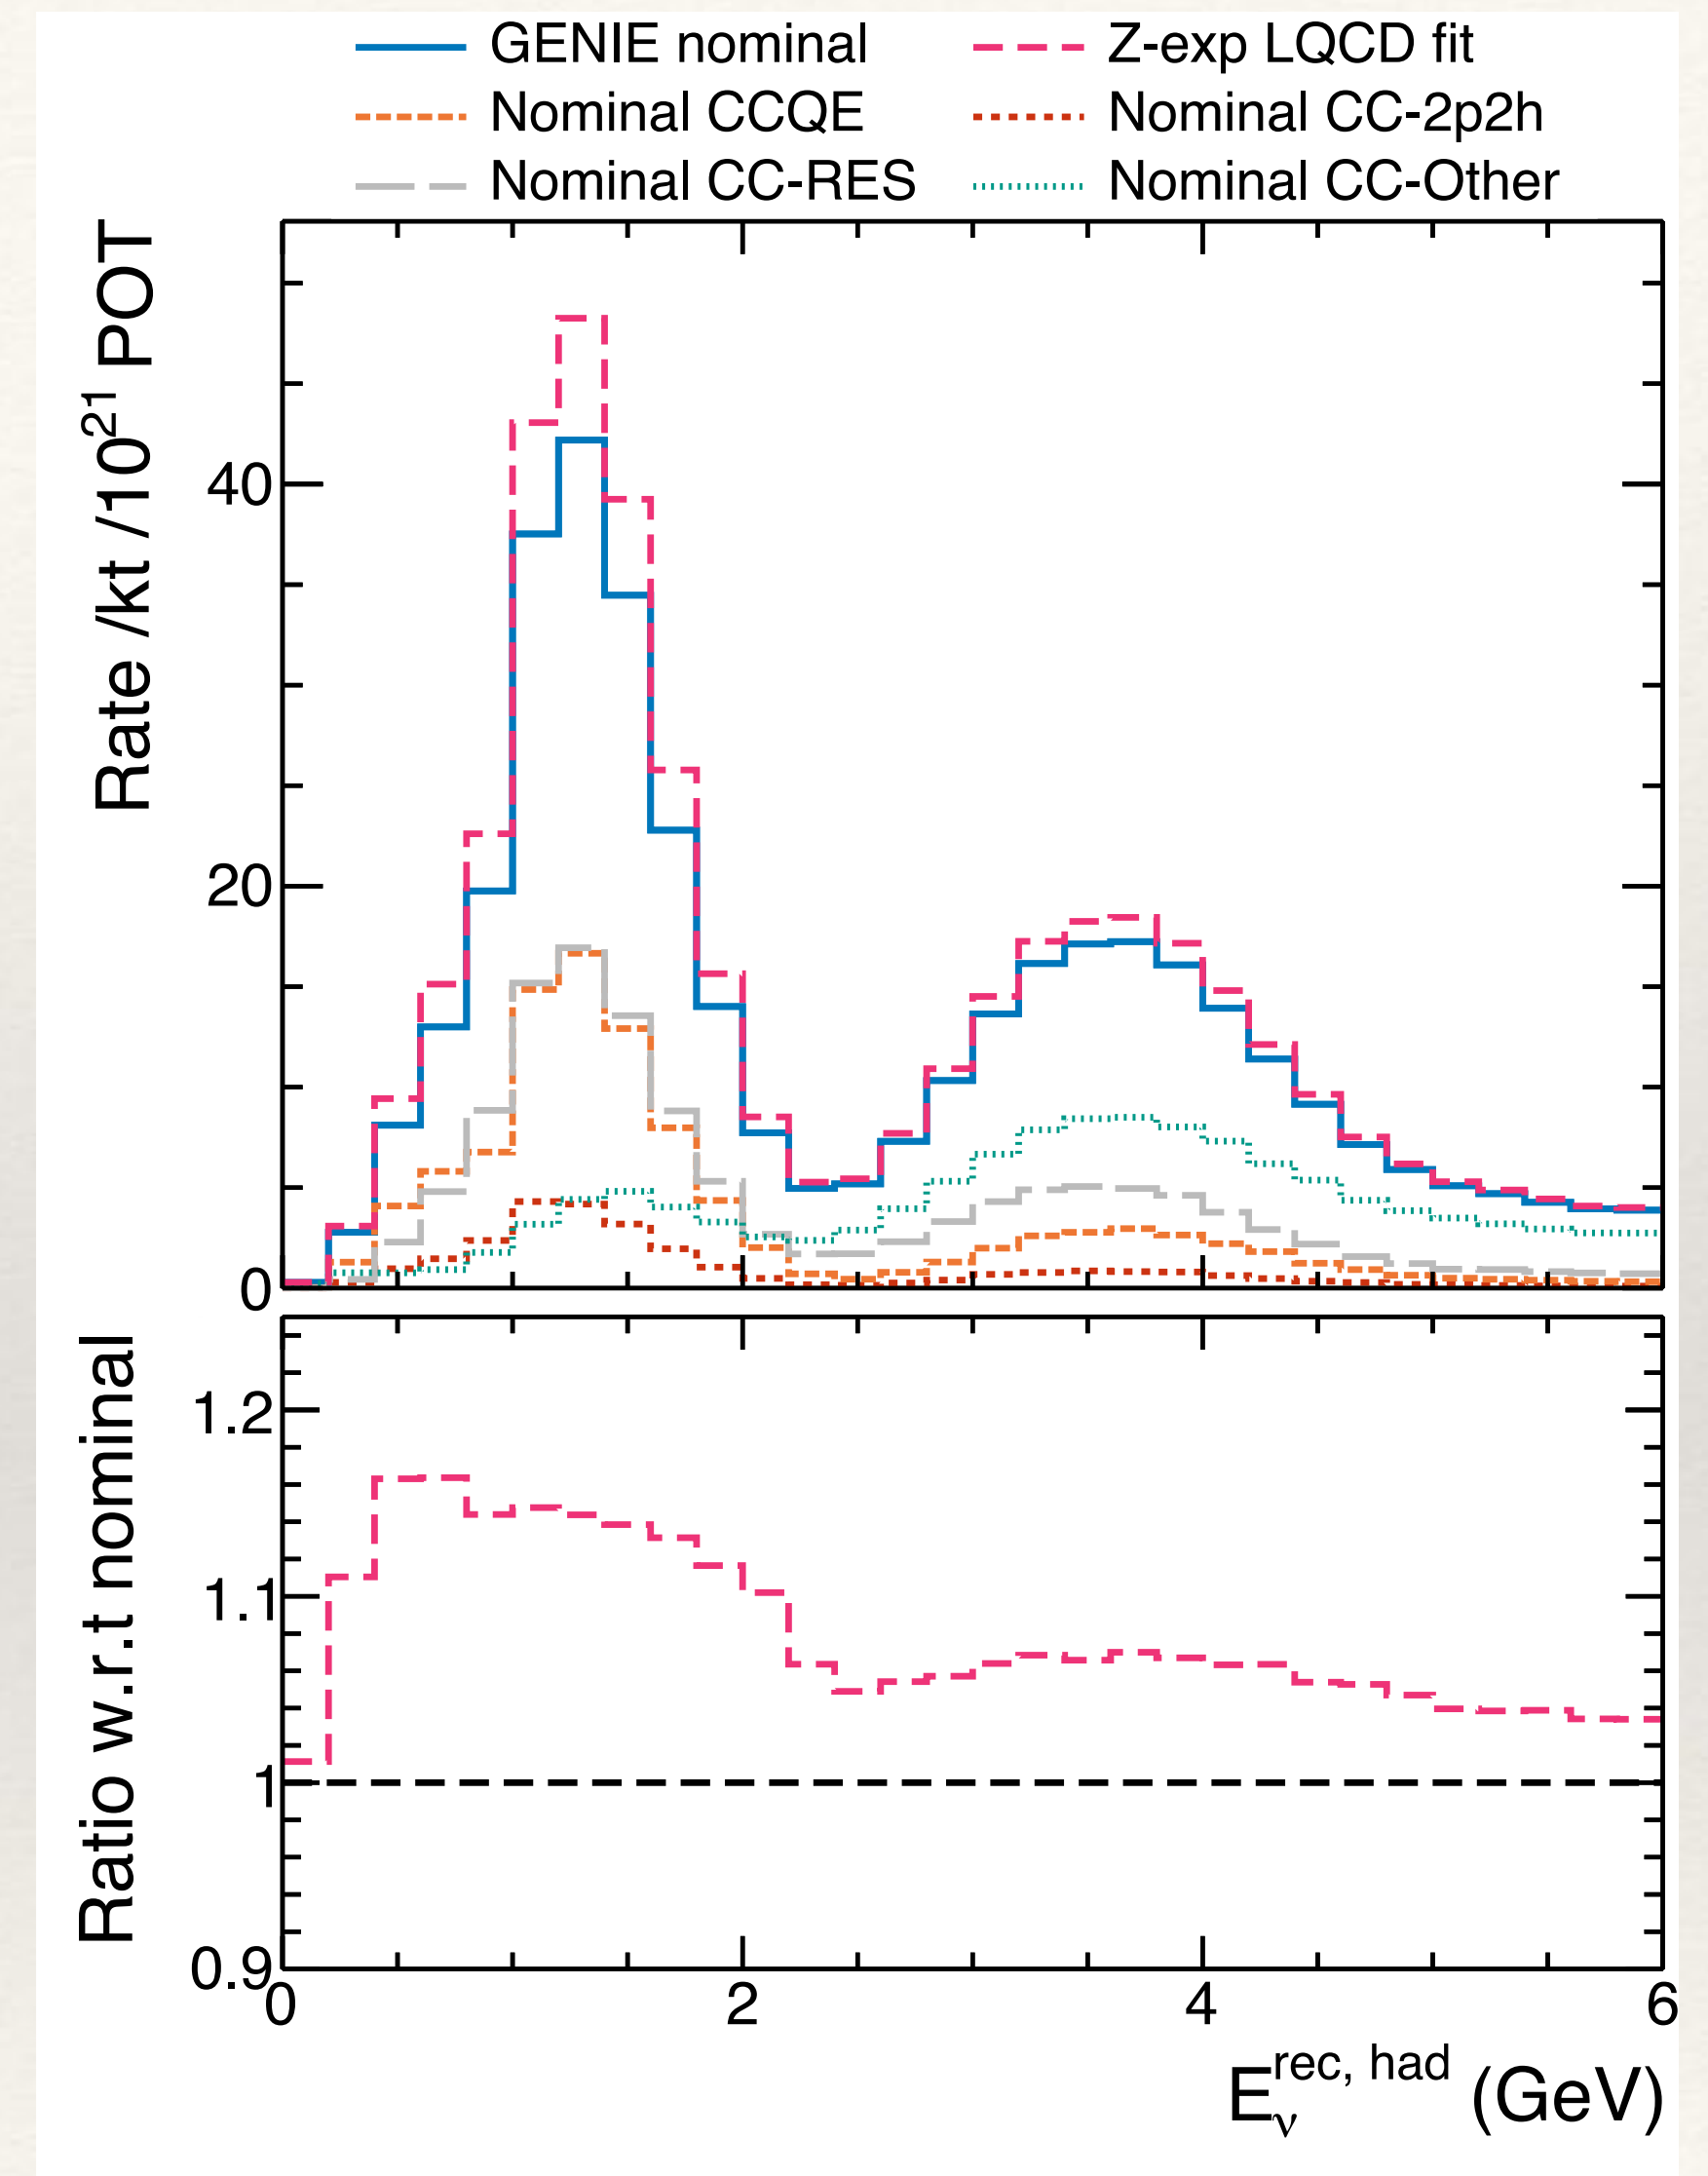 GENIE nominal
Z-exp LQCD fit
Nominal CCQE
Nominal CC-2p2h
Nominal CC-RES
Nominal CC-Other
Rate /kt /10²¹ POT
40
20
0
Ratio w.r.t nominal
1.2
1.1
1
0.9
0 2 4 6
E_ν^rec, had (GeV)